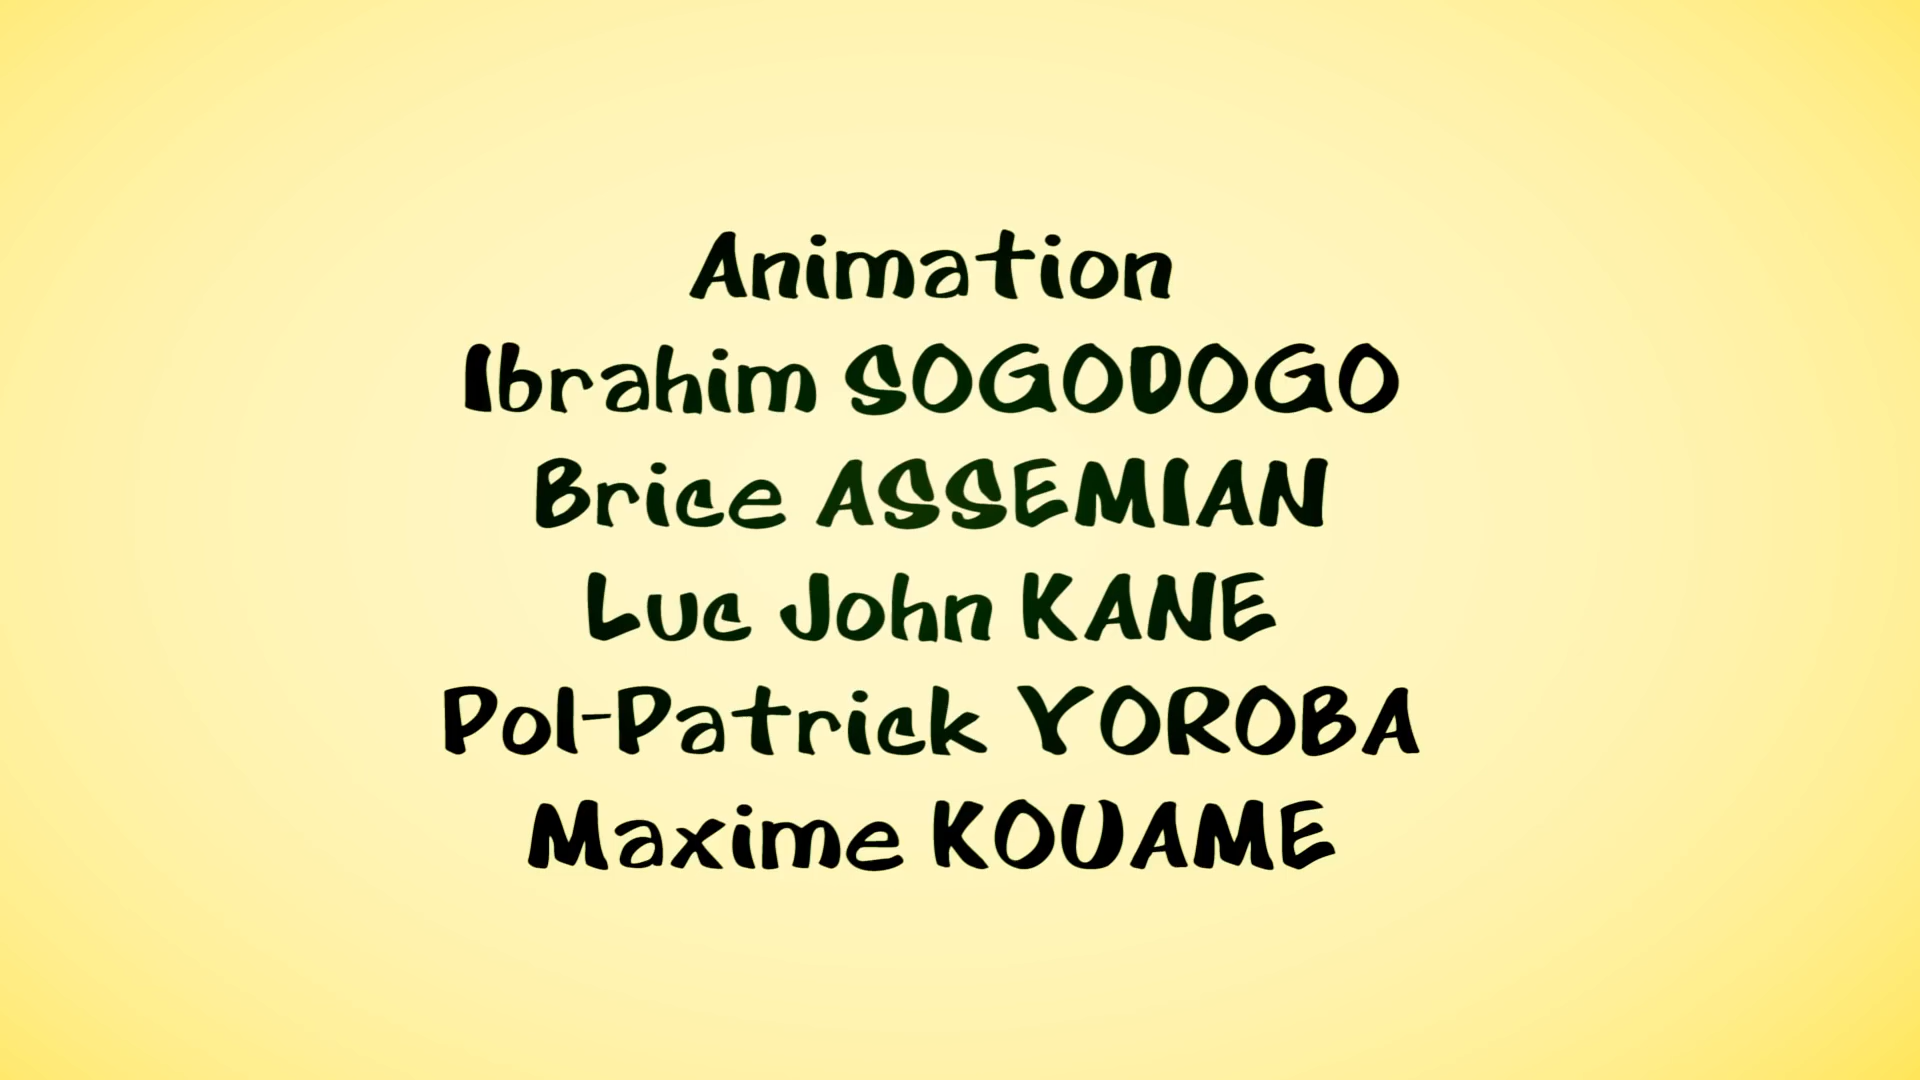 Animation
Ibrahim SOGODOGO
Brice ASSEMIAN
Luc John KANE
Pol-Patrick YOROBA
Maxime KOUAME